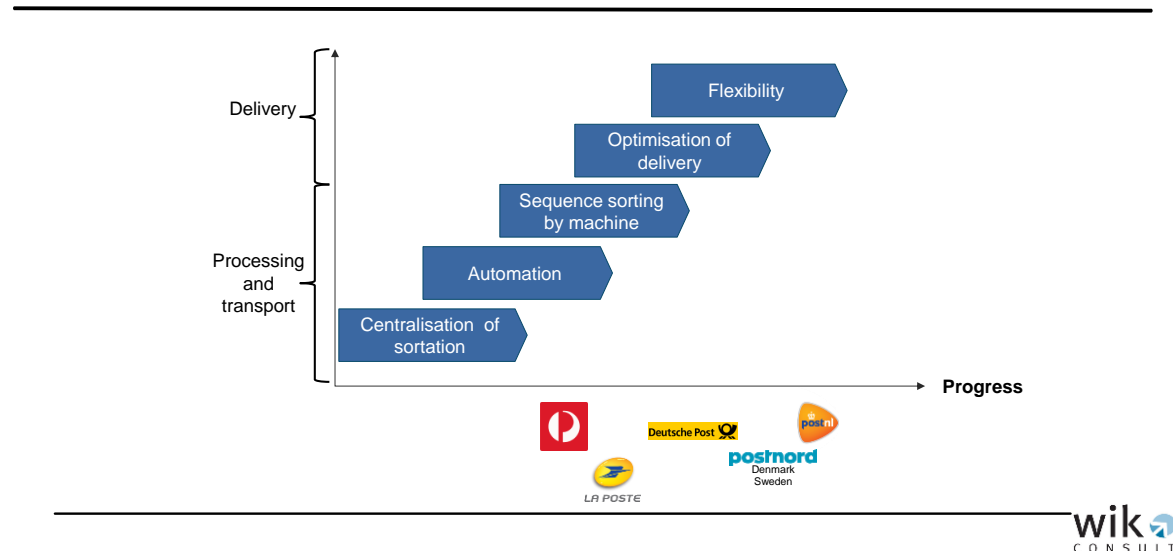 Flexibility
Delivery
Optimisation of
delivery
Sequence sorting
by machine
Processing
and
transport
Automation
Centralisation of
sortation
Progress
Deutsche Post
postnl
postnord
Denmark
Sweden
LA POSTE
wik
CONSULT